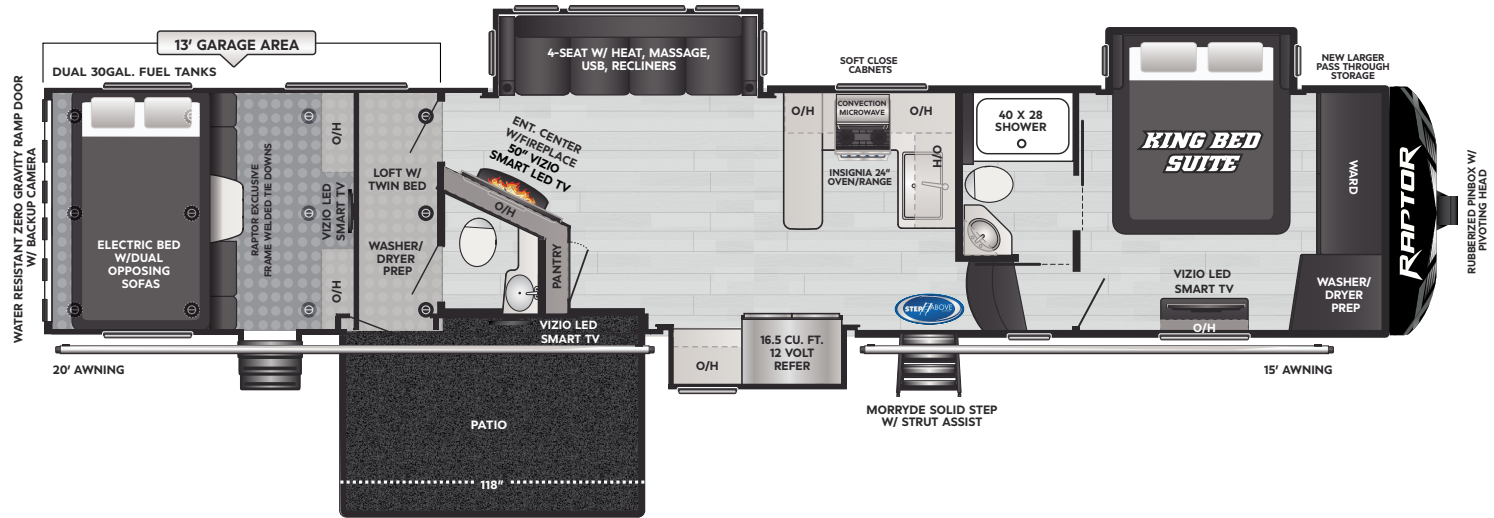 13' GARAGE AREA
DUAL 30GAL. FUEL TANKS
WATER RESISTANT ZERO GRAVITY RAMP DOOR
W/ BACKUP CAMERA
ELECTRIC BED
W/DUAL
OPPOSING
SOFAS
RAPTOR EXCLUSIVE
FRAME WELDED TIE DOWNS
O/H
VIZIO LED
SMART TV
O/H
LOFT W/
TWIN BED
WASHER/
DRYER
PREP
4-SEAT W/ HEAT, MASSAGE,
USB, RECLINERS
ENT. CENTER
W/FIREPLACE
50" VIZIO
SMART LED TV
O/H
PANTRY
VIZIO LED
SMART TV
20' AWNING
PATIO
118"
SOFT CLOSE
CABNETS
O/H
CONVECTION
MICROWAVE
O/H
O/H
INSIGNIA 24"
OVEN/RANGE
O/H
16.5 CU. FT.
12 VOLT
REFER
STEP ABOVE
MORRYDE SOLID STEP
W/ STRUT ASSIST
40 X 28
SHOWER
KING BED
SUITE
NEW LARGER
PASS THROUGH
STORAGE
WARD
VIZIO LED
SMART TV
O/H
WASHER/
DRYER
PREP
15' AWNING
RAPTOR
RUBBERIZED PINBOX W/
PIVOTING HEAD